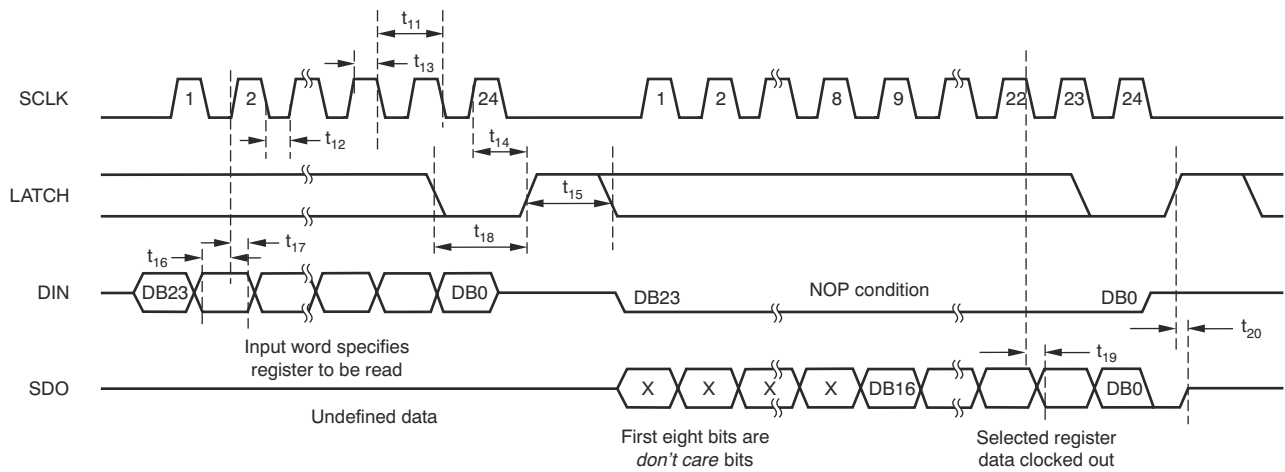 t11
t13
SCLK
1
2
24
1
2
8
9
22
23
24
t12
t14
LATCH
t15
t18
t16
t17
DIN
DB23
DB0
DB23
NOP condition
DB0
t20
Input word specifies
register to be read
t19
SDO
X
X
X
X
DB16
DB0
Undefined data
First eight bits are
don't care bits
Selected register
data clocked out